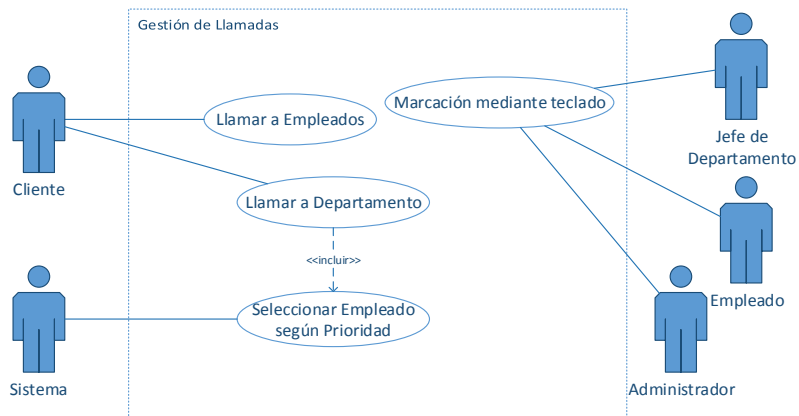 Gestión de Llamadas
Llamar a Empleados
Marcación mediante teclado
Jefe de
Departamento
Cliente
Llamar a Departamento
<<incluir>>
Empleado
Seleccionar Empleado
según Prioridad
Sistema
Administrador